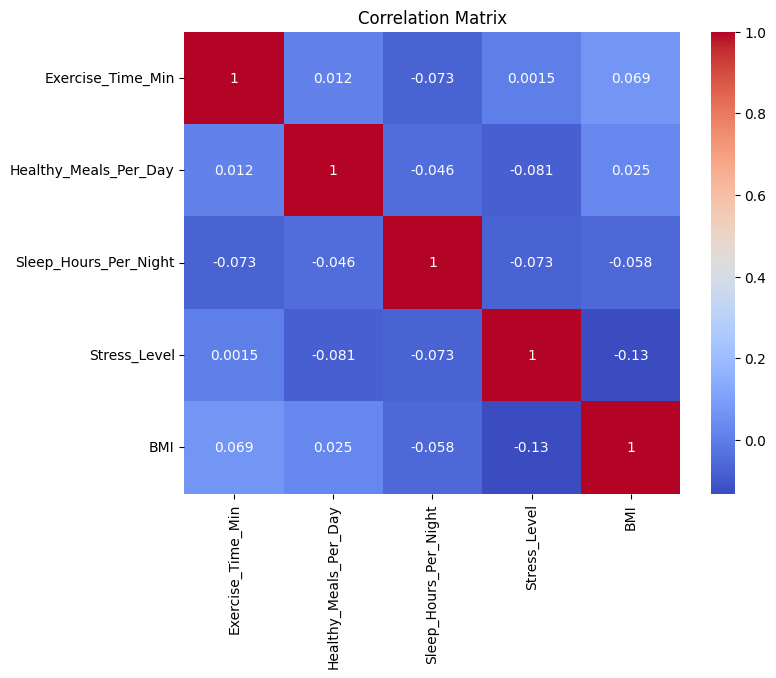 Correlation Matrix
Exercise_Time_Min 1 0.012 -0.073 0.0015 0.069
Healthy_Meals_Per_Day 0.012 1 -0.046 -0.081 0.025
Sleep_Hours_Per_Night -0.073 -0.046 1 -0.073 -0.058
Stress_Level 0.0015 -0.081 -0.073 1 -0.13
BMI 0.069 0.025 -0.058 -0.13 1
Exercise_Time_Min
Healthy_Meals_Per_Day
Sleep_Hours_Per_Night
Stress_Level
BMI
1.0
0.8
0.6
0.4
0.2
0.0